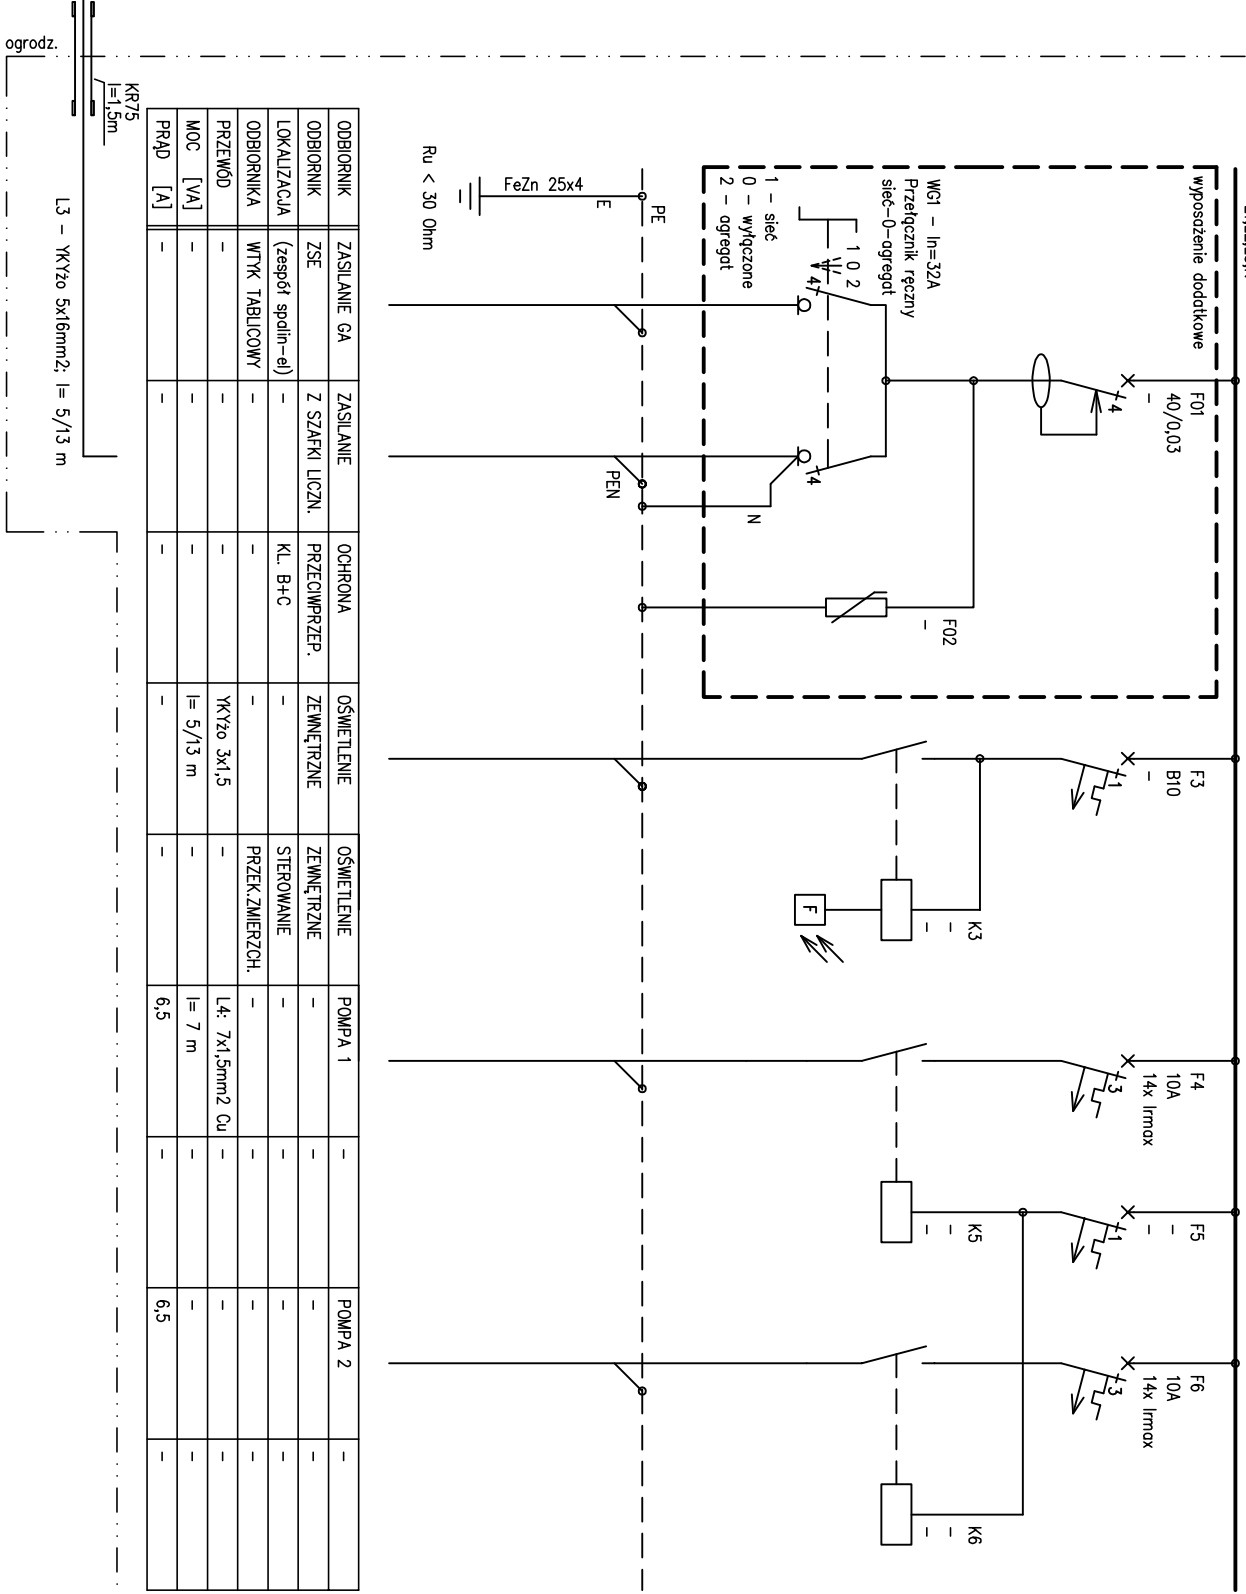 wyposażenie dodatkowe
F01
40/0,03
-
4
WG1 - In=32A
Przełącznik ręczny
sieć-0-agregat
1 0 2
4
4
1 - sieć
0 - wyłączone
2 - agregat
N
F02
-
F3
B10
-
1
K3
-
-
F
F4
10A
14x Irmax
3
F5
-
-
1
K5
-
-
F6
10A
14x Irmax
3
K6
-
-
PE
PEN
E
FeZn 25x4
Ru < 30 Ohm
ODBIORNIK ZASILANIE GA ZASILANIE OCHRONA OŚWIETLENIE OŚWIETLENIE POMPA 1 - POMPA 2 -
ODBIORNIK ZSE Z SZAFKI LICZN. PRZECIWPRZEP. ZEWNĘTRZNE ZEWNĘTRZNE - - - -
LOKALIZACJA (zespół spalin-el) - KL. B+C - STEROWANIE - - - -
ODBIORNIKA WTYK TABLICOWY - - - PRZEK.ZMIERZCH. - - - -
PRZEWÓD - - - YKYżo 3x1,5 - L4: 7x1,5mm2 Cu - - -
MOC [VA] - - - l= 5/13 m - l= 7 m - - -
PRĄD [A] - - - - - 6,5 - 6,5 -
KR75
l=1,5m
L3 - YKYżo 5x16mm2; l= 5/13 m
ogrodz.